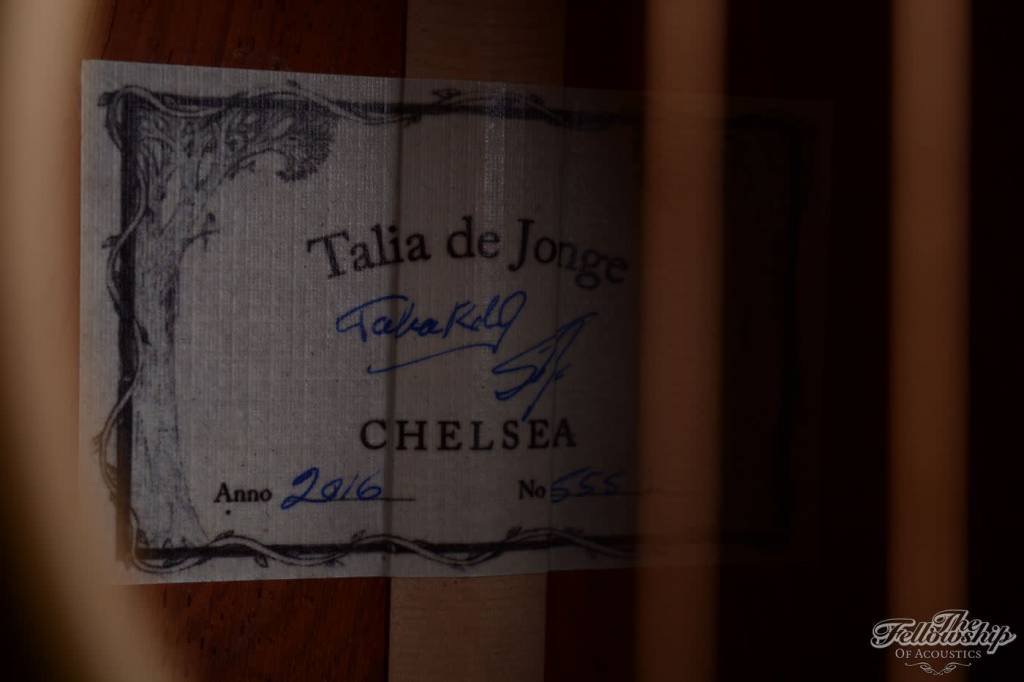 Talia de Jonge
CHELSEA
Anno 2016 No 555
The
Fellowship
OF ACOUSTICS